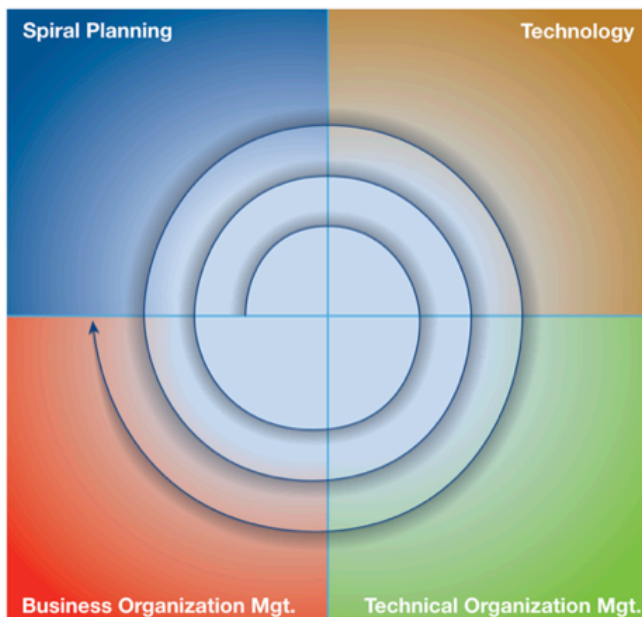 Spiral Planning
Technology
Business Organization Mgt.
Technical Organization Mgt.